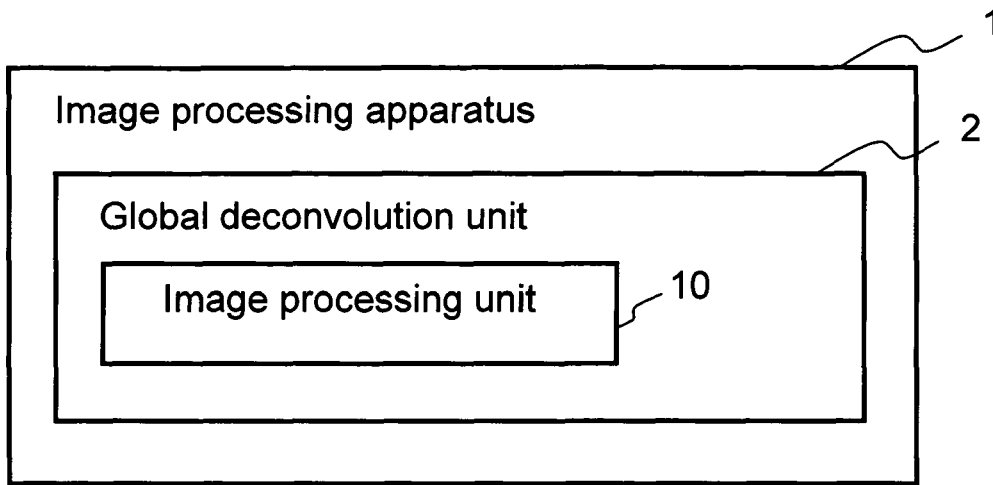 1
Image processing apparatus
2
Global deconvolution unit
Image processing unit
10